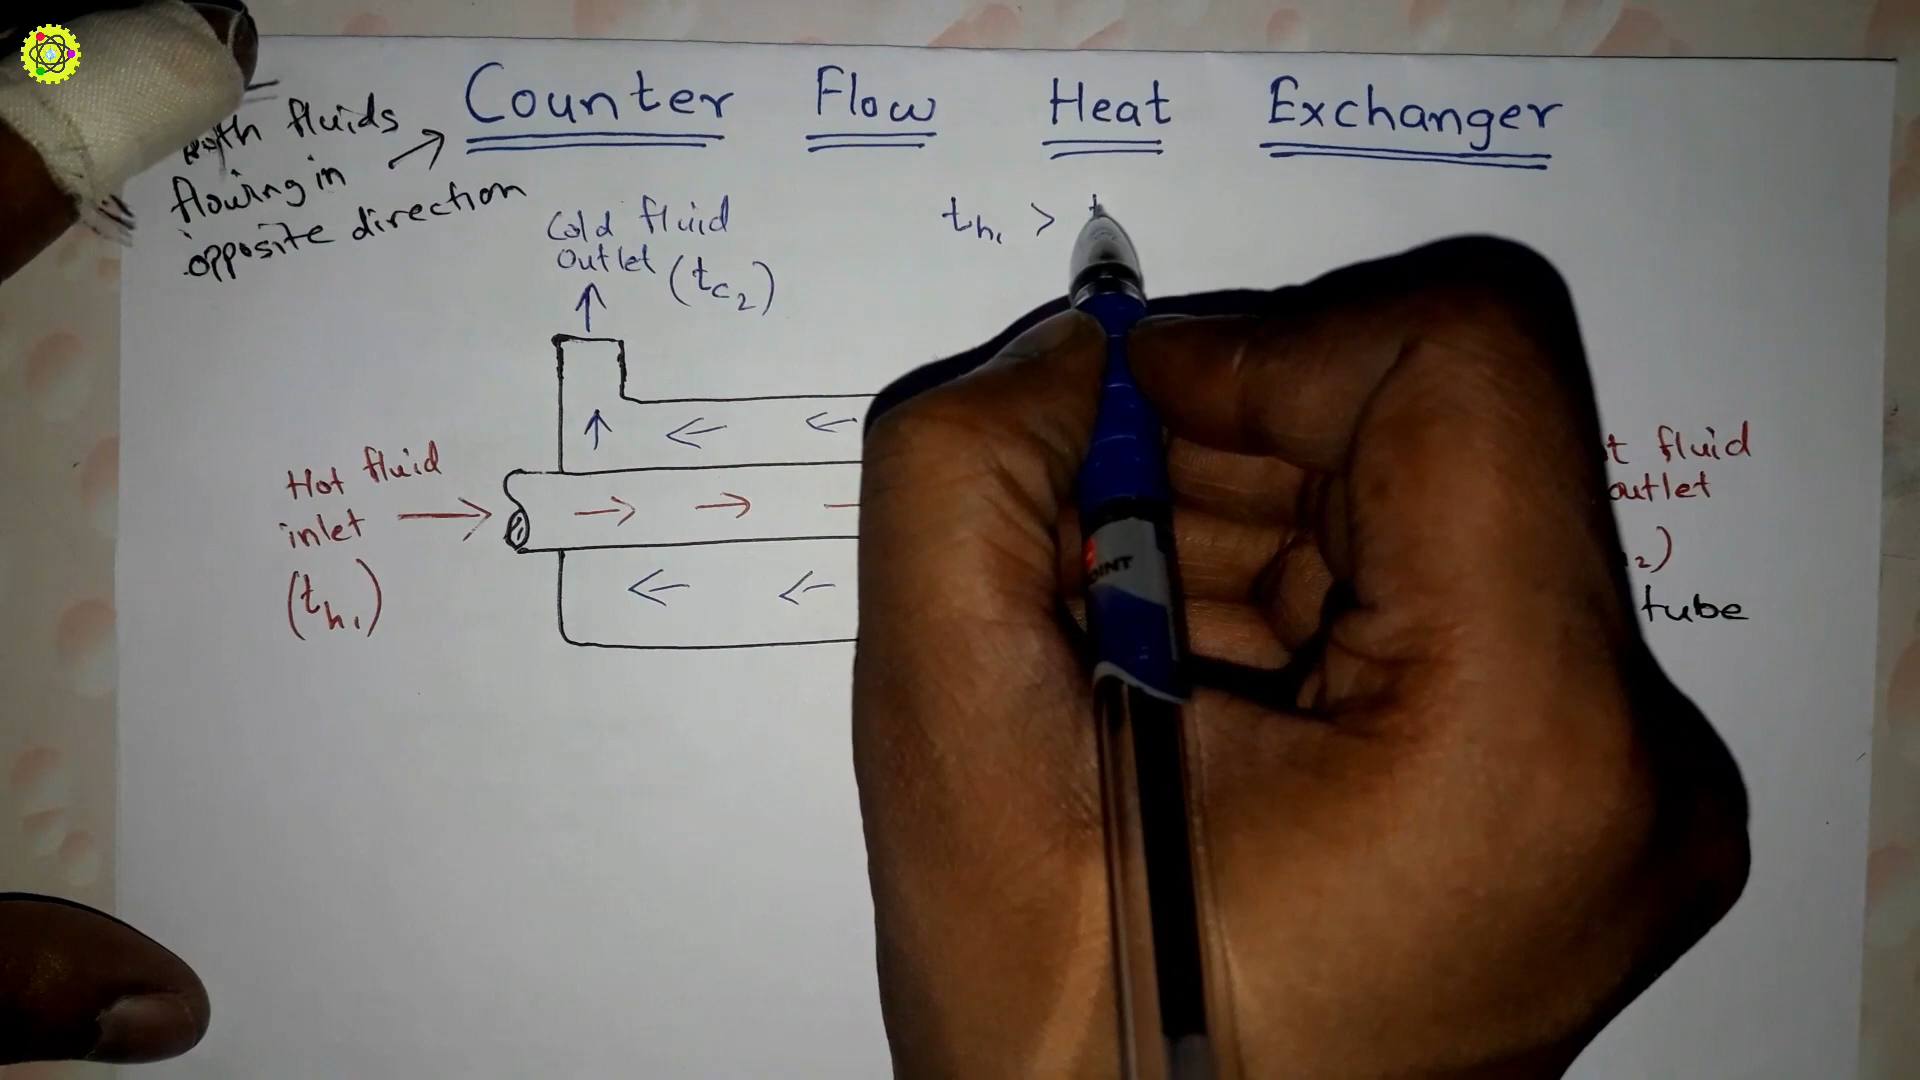 Counter Flow Heat Exchanger
fluids
flowing in
opposite direction
Cold fluid
outlet (tc2)
th1 >
Hot fluid
inlet
(th1)
fluid
outlet
2)
tube